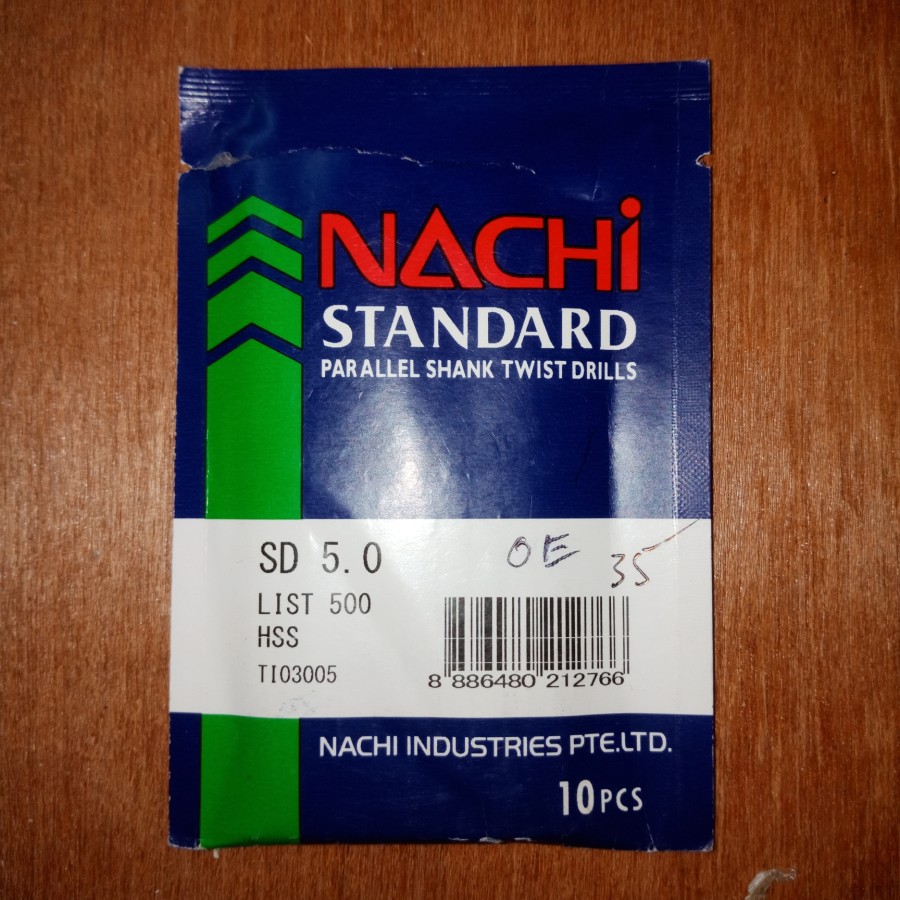 NACHi
STANDARD
PARALLEL SHANK TWIST DRILLS
SD 5.0
OE
35
LIST 500
HSS
TI03005
8 886480 212766
NACHI INDUSTRIES PTE.LTD.
10PCS